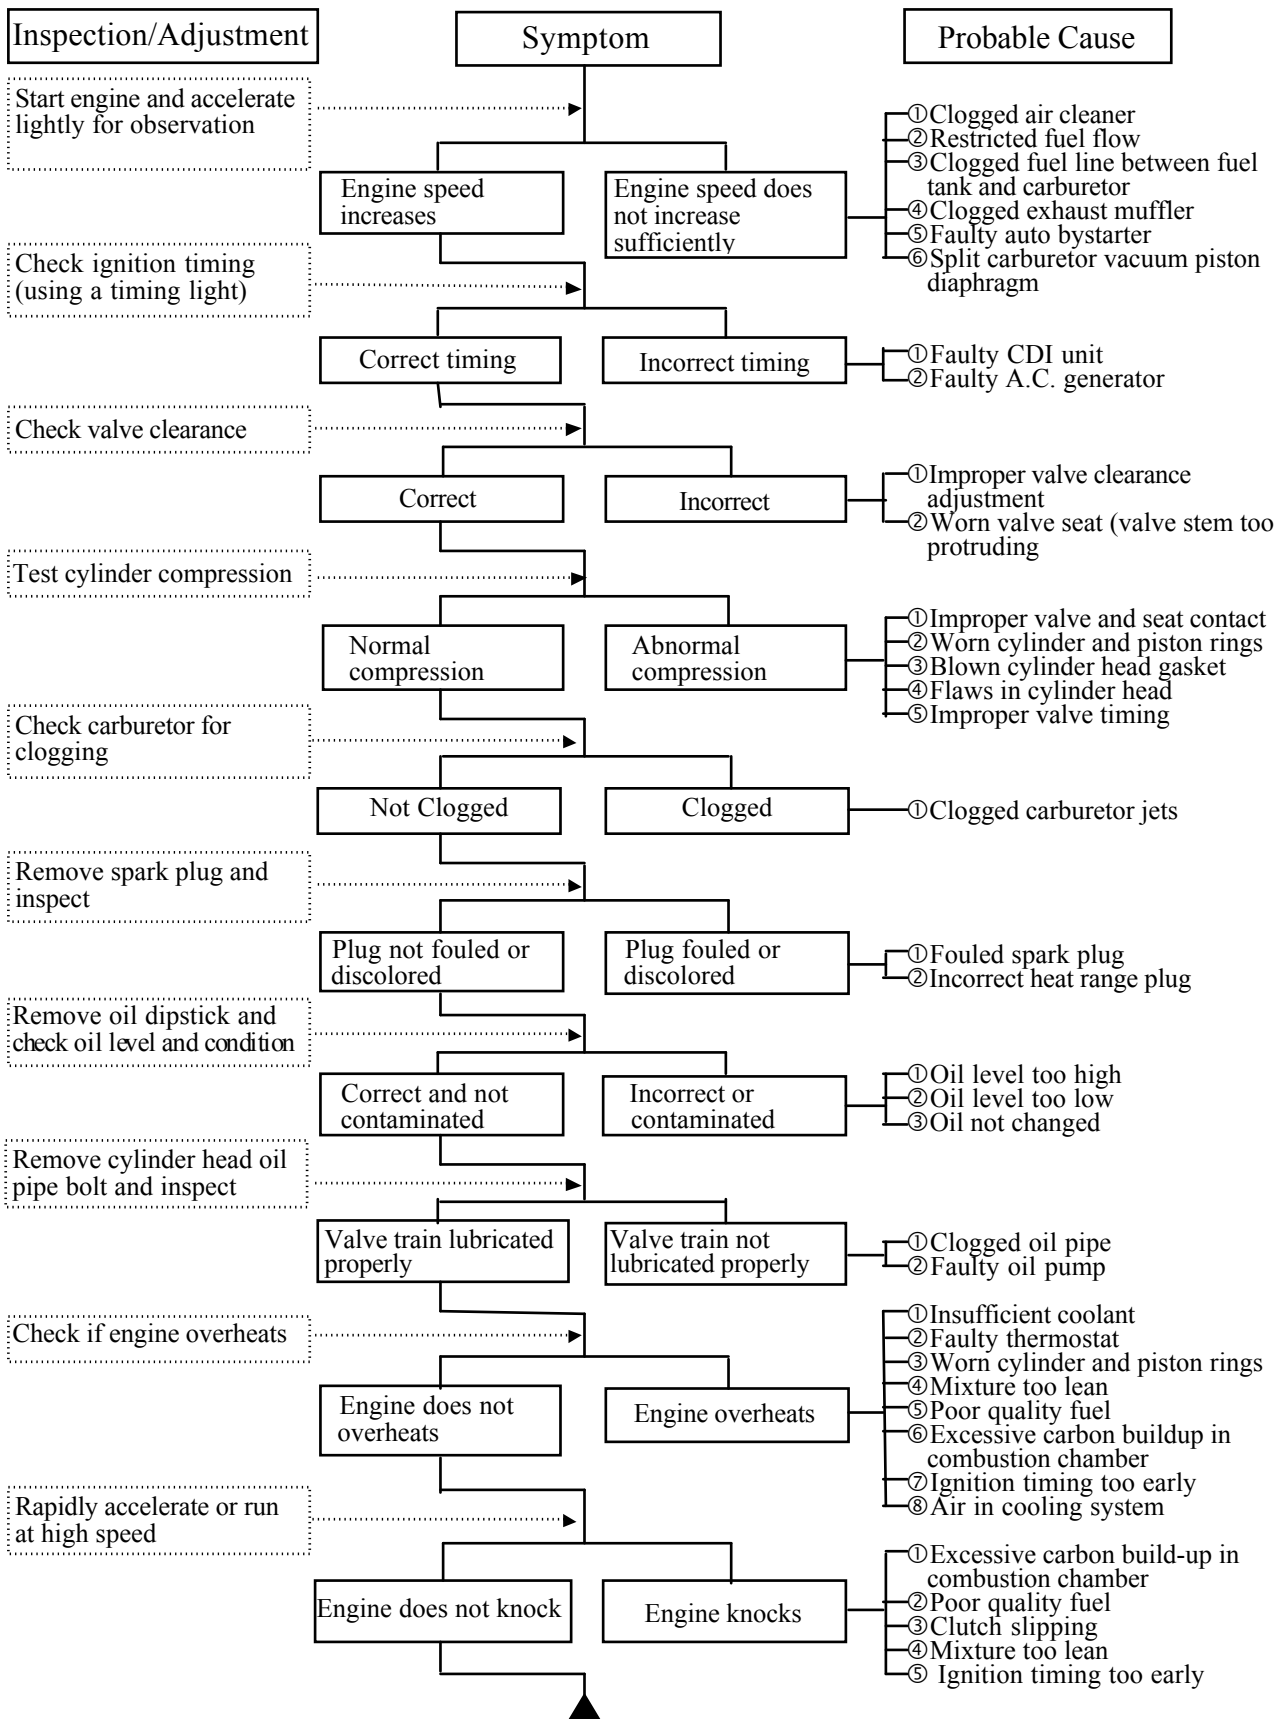 Inspection/Adjustment
Symptom
Probable Cause
Start engine and accelerate
lightly for observation
①Clogged air cleaner
②Restricted fuel flow
③Clogged fuel line between fuel
tank and carburetor
④Clogged exhaust muffler
⑤Faulty auto bystarter
⑥Split carburetor vacuum piston
diaphragm
Engine speed
increases
Engine speed does
not increase
sufficiently
Check ignition timing
(using a timing light)
Correct timing
Incorrect timing
①Faulty CDI unit
②Faulty A.C. generator
Check valve clearance
Correct
Incorrect
①Improper valve clearance
adjustment
②Worn valve seat (valve stem too
protruding
Test cylinder compression
Normal
compression
Abnormal
compression
①Improper valve and seat contact
②Worn cylinder and piston rings
③Blown cylinder head gasket
④Flaws in cylinder head
⑤Improper valve timing
Check carburetor for
clogging
Not Clogged
Clogged
①Clogged carburetor jets
Remove spark plug and
inspect
Plug not fouled or
discolored
Plug fouled or
discolored
①Fouled spark plug
②Incorrect heat range plug
Remove oil dipstick and
check oil level and condition
Correct and not
contaminated
Incorrect or
contaminated
①Oil level too high
②Oil level too low
③Oil not changed
Remove cylinder head oil
pipe bolt and inspect
Valve train lubricated
properly
Valve train not
lubricated properly
①Clogged oil pipe
②Faulty oil pump
Check if engine overheats
Engine does not
overheats
Engine overheats
①Insufficient coolant
②Faulty thermostat
③Worn cylinder and piston rings
④Mixture too lean
⑤Poor quality fuel
⑥Excessive carbon buildup in
combustion chamber
⑦Ignition timing too early
⑧Air in cooling system
Rapidly accelerate or run
at high speed
Engine does not knock
Engine knocks
①Excessive carbon build-up in
combustion chamber
②Poor quality fuel
③Clutch slipping
④Mixture too lean
⑤ Ignition timing too early